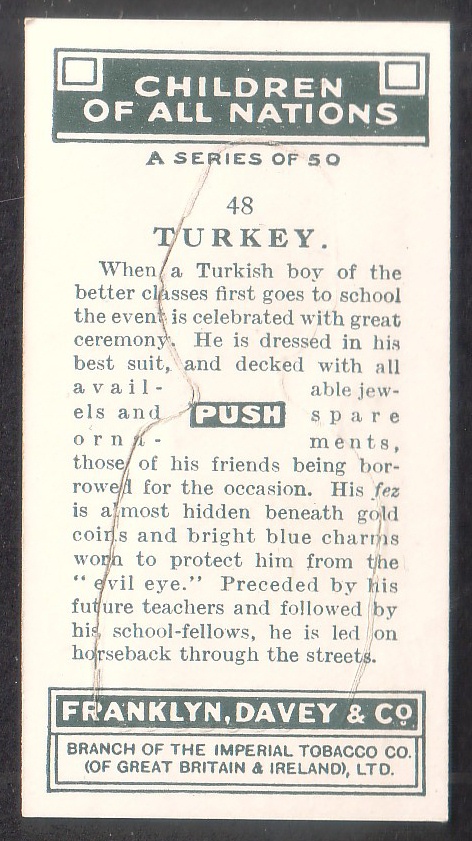 CHILDREN
OF ALL NATIONS
A SERIES OF 50
48
TURKEY.
When a Turkish boy of the
better classes first goes to school
the event is celebrated with great
ceremony. He is dressed in his
best suit, and decked with all
avail- able jew-
els and PUSH spare
orna- ments,
those of his friends being bor-
rowed for the occasion. His fez
is almost hidden beneath gold
coins and bright blue charms
worn to protect him from the
"evil eye." Preceded by his
future teachers and followed by
his school-fellows, he is led on
horseback through the streets.
FRANKLYN, DAVEY & Co.
BRANCH OF THE IMPERIAL TOBACCO CO.
(OF GREAT BRITAIN & IRELAND), LTD.